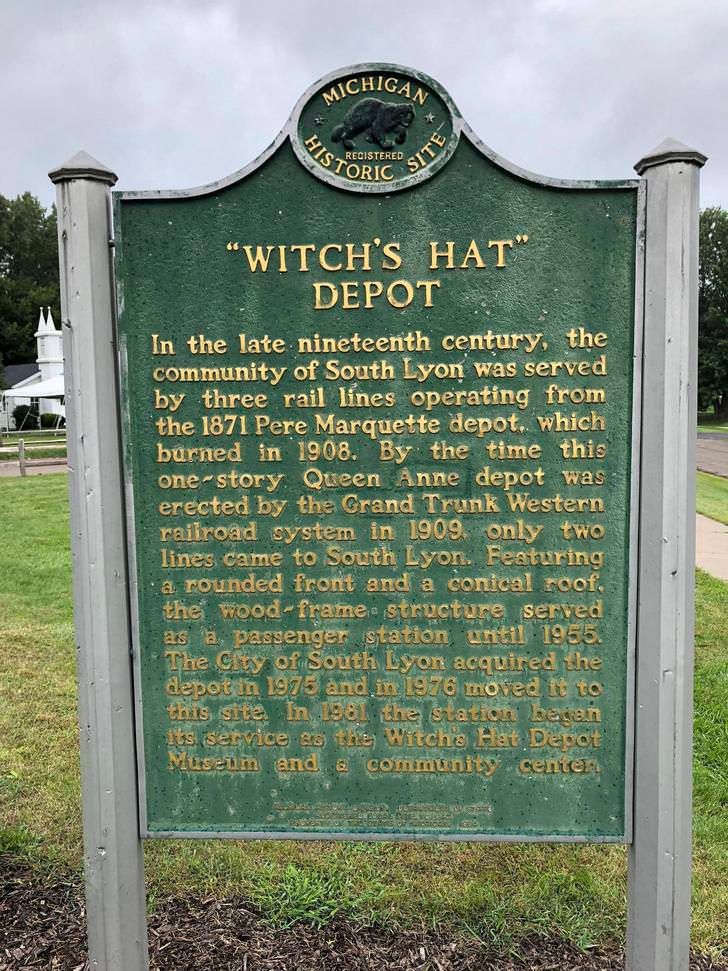 MICHIGAN
REGISTERED
HISTORIC SITE
“WITCH'S HAT”
DEPOT
In the late nineteenth century, the
community of South Lyon was served
by three rail lines operating from
the 1871 Pere Marquette depot, which
burned in 1908. By the time this
one-story Queen Anne depot was
erected by the Grand Trunk Western
railroad system in 1909, only two
lines came to South Lyon. Featuring
a rounded front and a conical roof,
the wood-frame structure served
as a passenger station until 1955.
The City of South Lyon acquired the
depot in 1975 and in 1976 moved it to
this site. In 1981 the station began
its service as the Witch's Hat Depot
Museum and a community center.